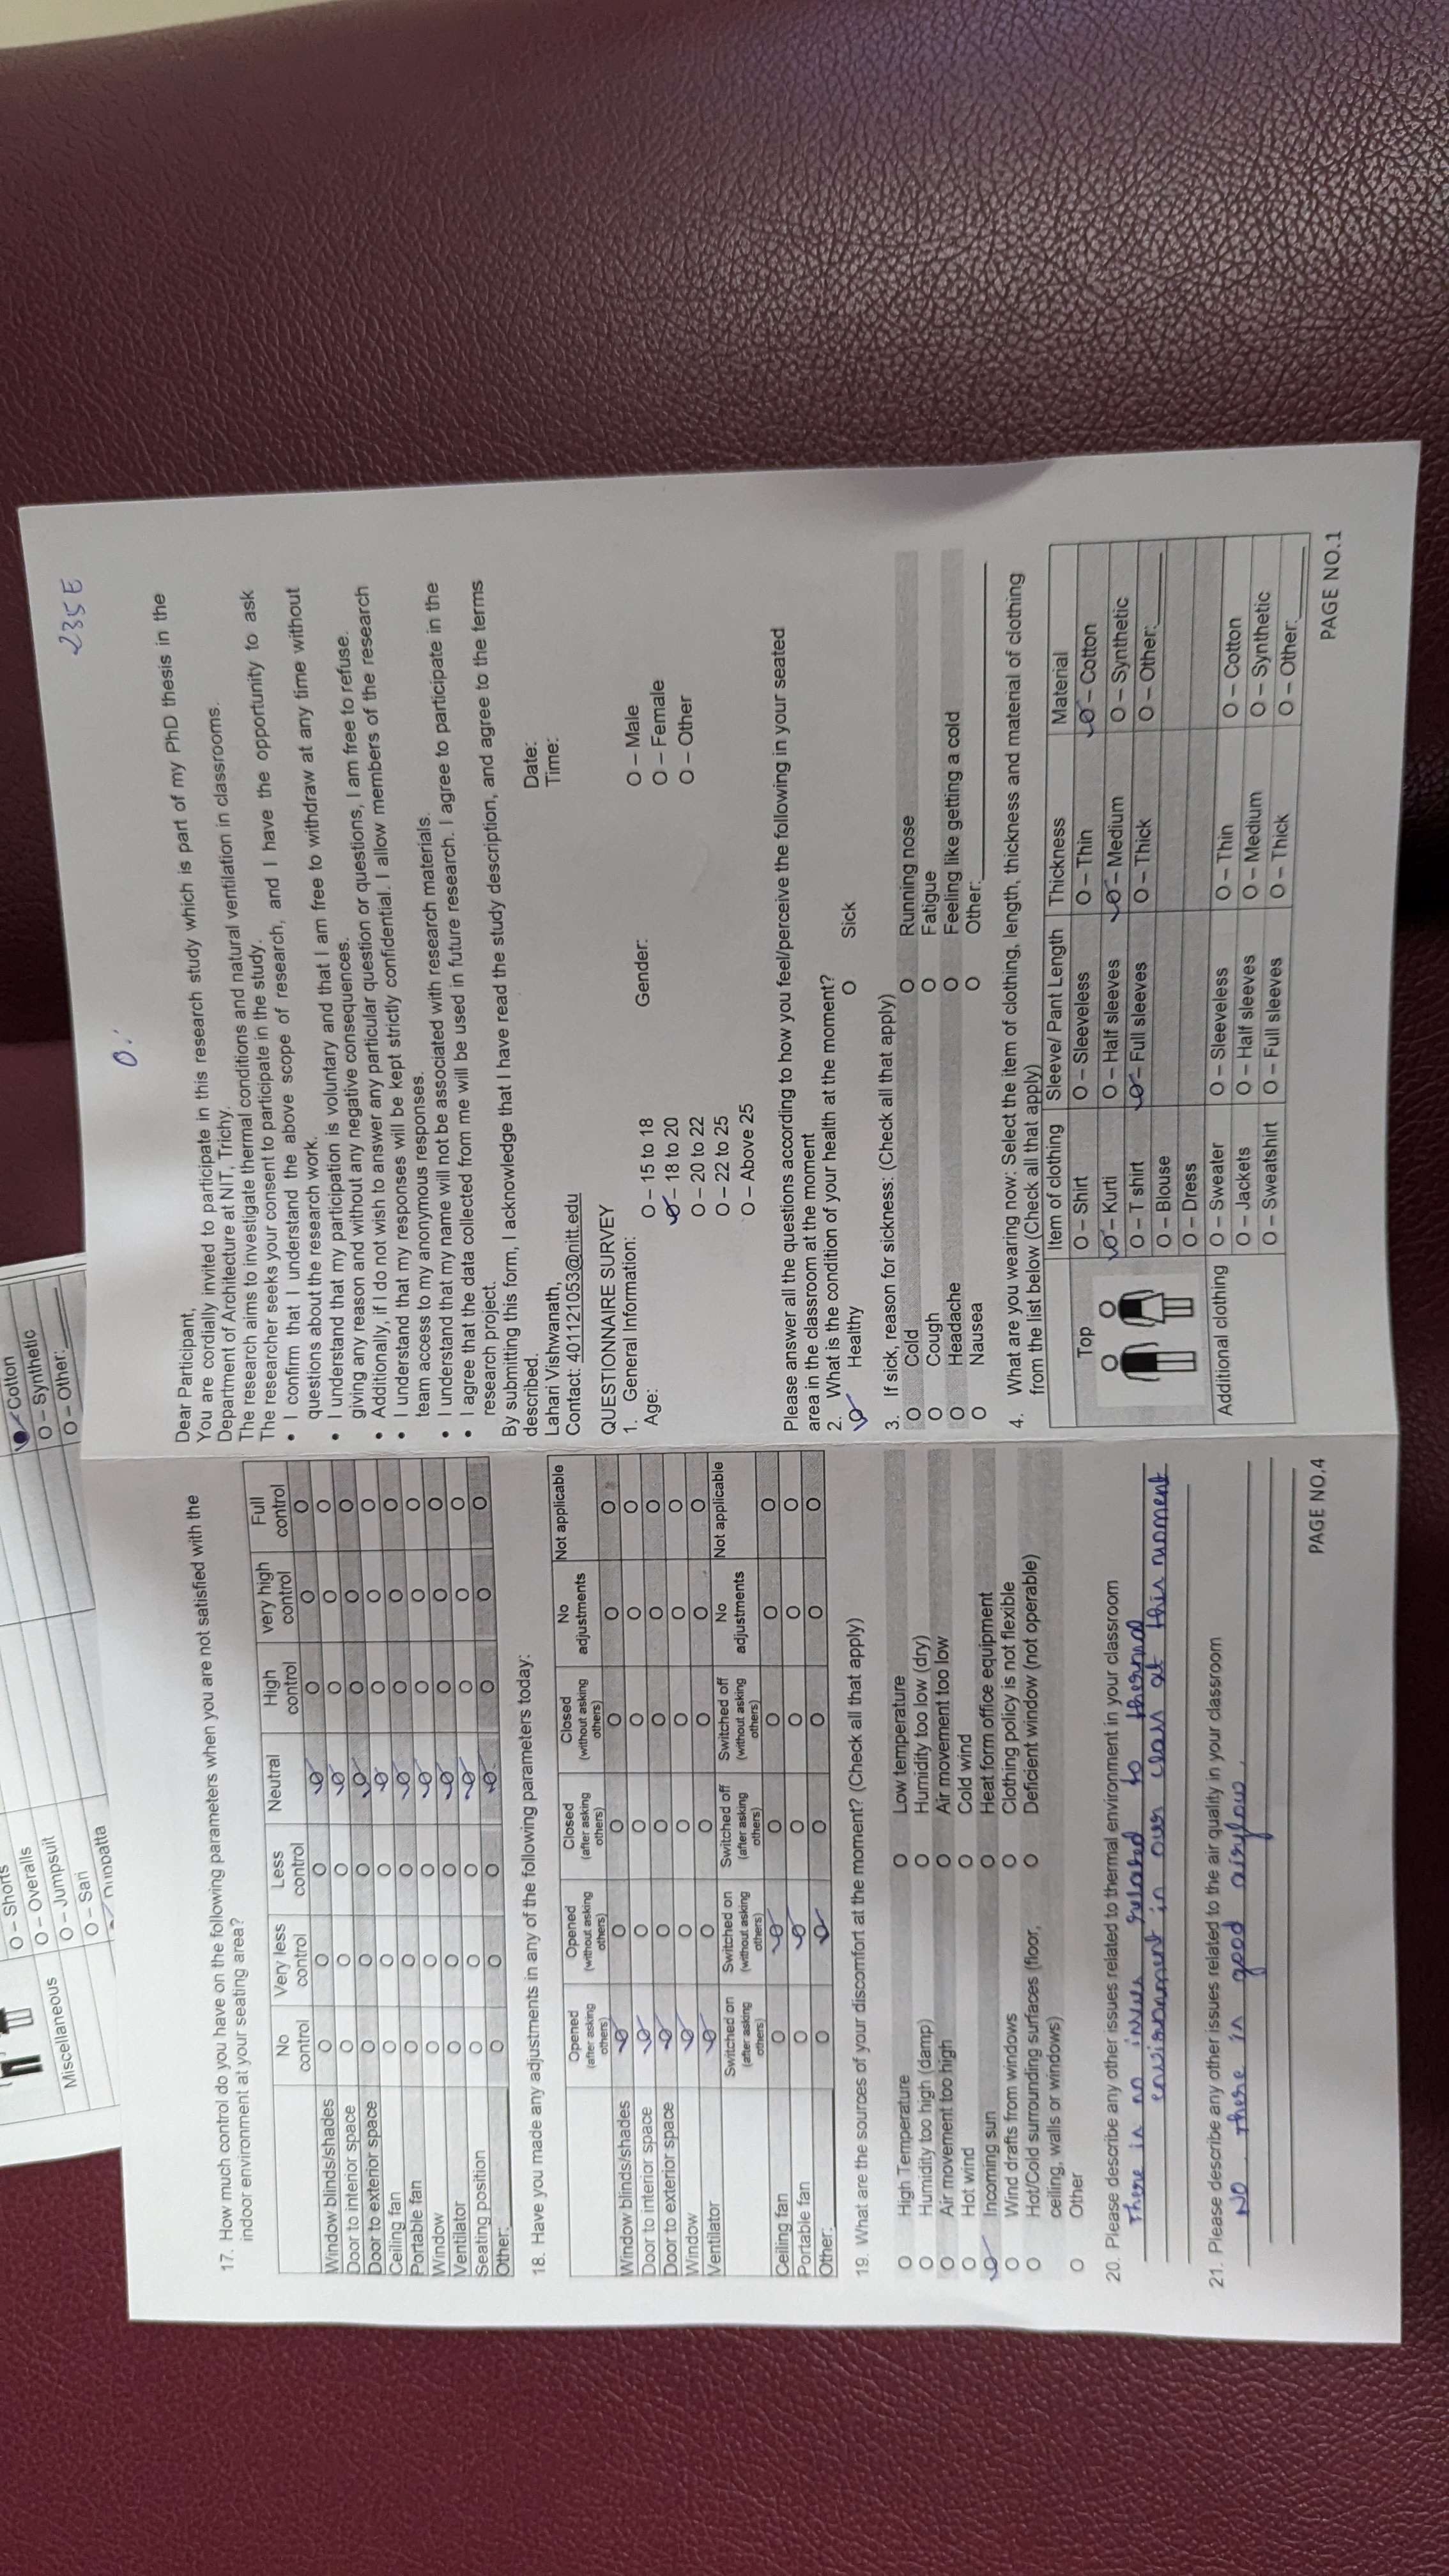 Cotton
O – Synthetic
O – Other:
O – Shorts
O – Overalls
O – Jumpsuit
O – Sari
Dupatta
Miscellaneous
17. How much control do you have on the following parameters when you are not satisfied with the
indoor environment at your seating area?
No control Very less control Less control Neutral High control very high control Full control
Window blinds/shades O O O O O O O
Door to interior space O O O O O O O
Door to exterior space O O O O O O O
Ceiling fan O O O O O O O
Portable fan O O O O O O O
Window O O O O O O O
Ventilator O O O O O O O
Seating position O O O O O O O
Other: O O O O O O O
18. Have you made any adjustments in any of the following parameters today:
Opened (after asking others) Opened (without asking others) Closed (after asking others) Closed (without asking others) No adjustments Not applicable
Window blinds/shades O O O O O O
Door to interior space O O O O O O
Door to exterior space O O O O O O
Window O O O O O O
Ventilator O O O O O O
Switched on (after asking others) Switched on (without asking others) Switched off (after asking others) Switched off (without asking others) No adjustments Not applicable
Ceiling fan O O O O O O
Portable fan O O O O O O
Other: O O O O O O
19. What are the sources of your discomfort at the moment? (Check all that apply)
O High Temperature O Low temperature
O Humidity too high (damp) O Humidity too low (dry)
O Air movement too high O Air movement too low
O Hot wind O Cold wind
O Incoming sun O Heat form office equipment
O Wind drafts from windows O Clothing policy is not flexible
O Hot/Cold surrounding surfaces (floor, O Deficient window (not operable)
ceiling, walls or windows)
O Other
20. Please describe any other issues related to thermal environment in your classroom
There is no issues related to thermal
environment in our class at this moment
21. Please describe any other issues related to the air quality in your classroom
No. There is good airflow.
PAGE NO.4
0.
235E
Dear Participant,
You are cordially invited to participate in this research study which is part of my PhD thesis in the
Department of Architecture at NIT, Trichy.
The research aims to investigate thermal conditions and natural ventilation in classrooms.
The researcher seeks your consent to participate in the study.
• I confirm that I understand the above scope of research, and I have the opportunity to ask
questions about the research work.
• I understand that my participation is voluntary and that I am free to withdraw at any time without
giving any reason and without any negative consequences.
• Additionally, if I do not wish to answer any particular question or questions, I am free to refuse.
• I understand that my responses will be kept strictly confidential. I allow members of the research
team access to my anonymous responses.
• I understand that my name will not be associated with research materials.
• I agree that the data collected from me will be used in future research. I agree to participate in the
research project.
By submitting this form, I acknowledge that I have read the study description, and agree to the terms
described.
Lahari Vishwanath, Date:
Contact: 401121053@nitt.edu Time:
QUESTIONNAIRE SURVEY
1. General Information:
Age: O – 15 to 18 Gender: O – Male
O – 18 to 20 O – Female
O – 20 to 22 O – Other
O – 22 to 25
O – Above 25
Please answer all the questions according to how you feel/perceive the following in your seated
area in the classroom at the moment
2. What is the condition of your health at the moment?
O Healthy O Sick
3. If sick, reason for sickness: (Check all that apply)
O Cold O Running nose
O Cough O Fatigue
O Headache O Feeling like getting a cold
O Nausea O Other:
4. What are you wearing now: Select the item of clothing, length, thickness and material of clothing
from the list below (Check all that apply)
Item of clothing Sleeve/ Pant Length Thickness Material
Top O – Shirt O – Sleeveless O – Thin O – Cotton
O – Kurti O – Half sleeves O – Medium O – Synthetic
O – T shirt O – Full sleeves O – Thick O – Other:
O – Blouse
O – Dress
Additional clothing O – Sweater O – Sleeveless O – Thin O – Cotton
O – Jackets O – Half sleeves O – Medium O – Synthetic
O – Sweatshirt O – Full sleeves O – Thick O – Other:
PAGE NO.1